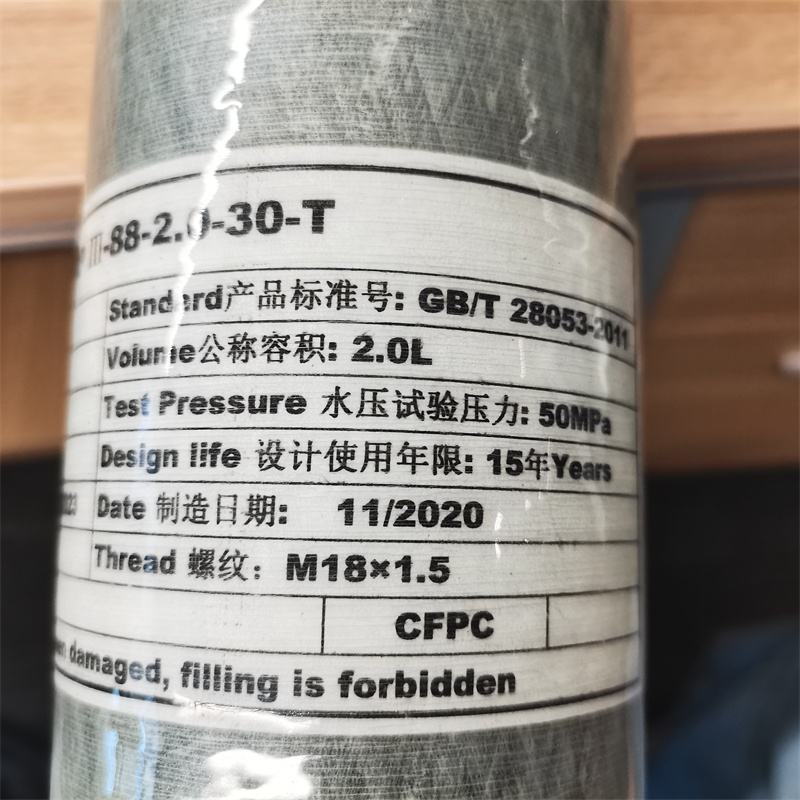 Ⅲ-88-2.0-30-T
Standard产品标准号: GB/T 28053-2011
Volume公称容积: 2.0L
Test Pressure 水压试验压力: 50MPa
Design life 设计使用年限: 15年Years
Date 制造日期: 11/2020
Thread 螺纹: M18×1.5
CFPC
damaged, filling is forbidden